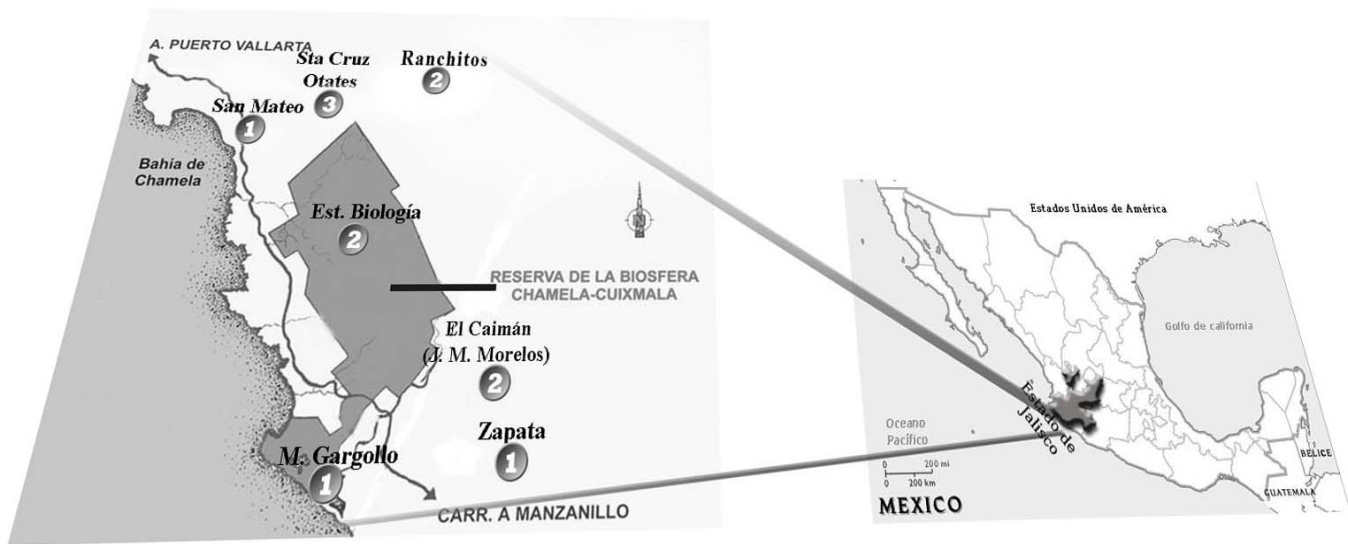 A. PUERTO VALLARTA
Sta Cruz
Otates
3
Ranchitos
2
San Mateo
1
Bahía de
Chamela
Est. Biología
2
N
RESERVA DE LA BIOSFERA
CHAMELA-CUIXMALA
El Caimán
(J. M. Morelos)
2
Zapata
1
M. Gargollo
1
CARR. A MANZANILLO
Estados Unidos de América
Golfo de california
Estado de
Jalisco
Oceano
Pacífico
0 200 mi
0 200 km
MEXICO
BELICE
GUATEMALA